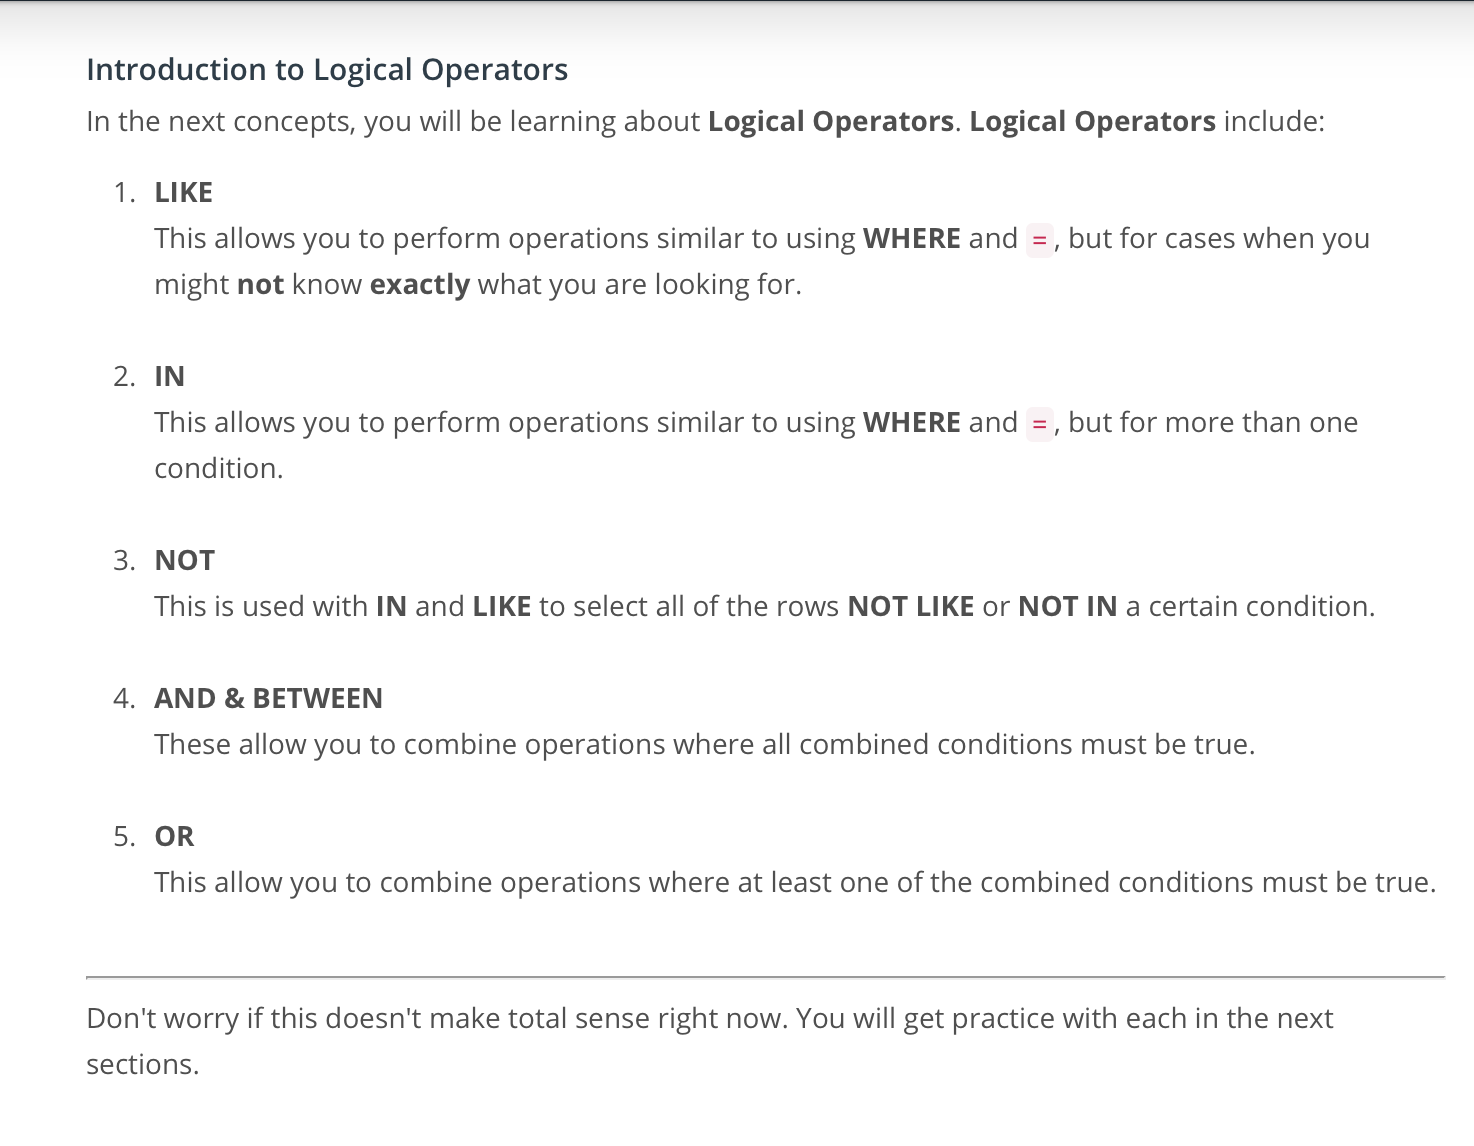 Introduction to Logical Operators
In the next concepts, you will be learning about Logical Operators. Logical Operators include:
1. LIKE
This allows you to perform operations similar to using WHERE and =, but for cases when you
might not know exactly what you are looking for.
2. IN
This allows you to perform operations similar to using WHERE and =, but for more than one
condition.
3. NOT
This is used with IN and LIKE to select all of the rows NOT LIKE or NOT IN a certain condition.
4. AND & BETWEEN
These allow you to combine operations where all combined conditions must be true.
5. OR
This allow you to combine operations where at least one of the combined conditions must be true.
Don't worry if this doesn't make total sense right now. You will get practice with each in the next
sections.